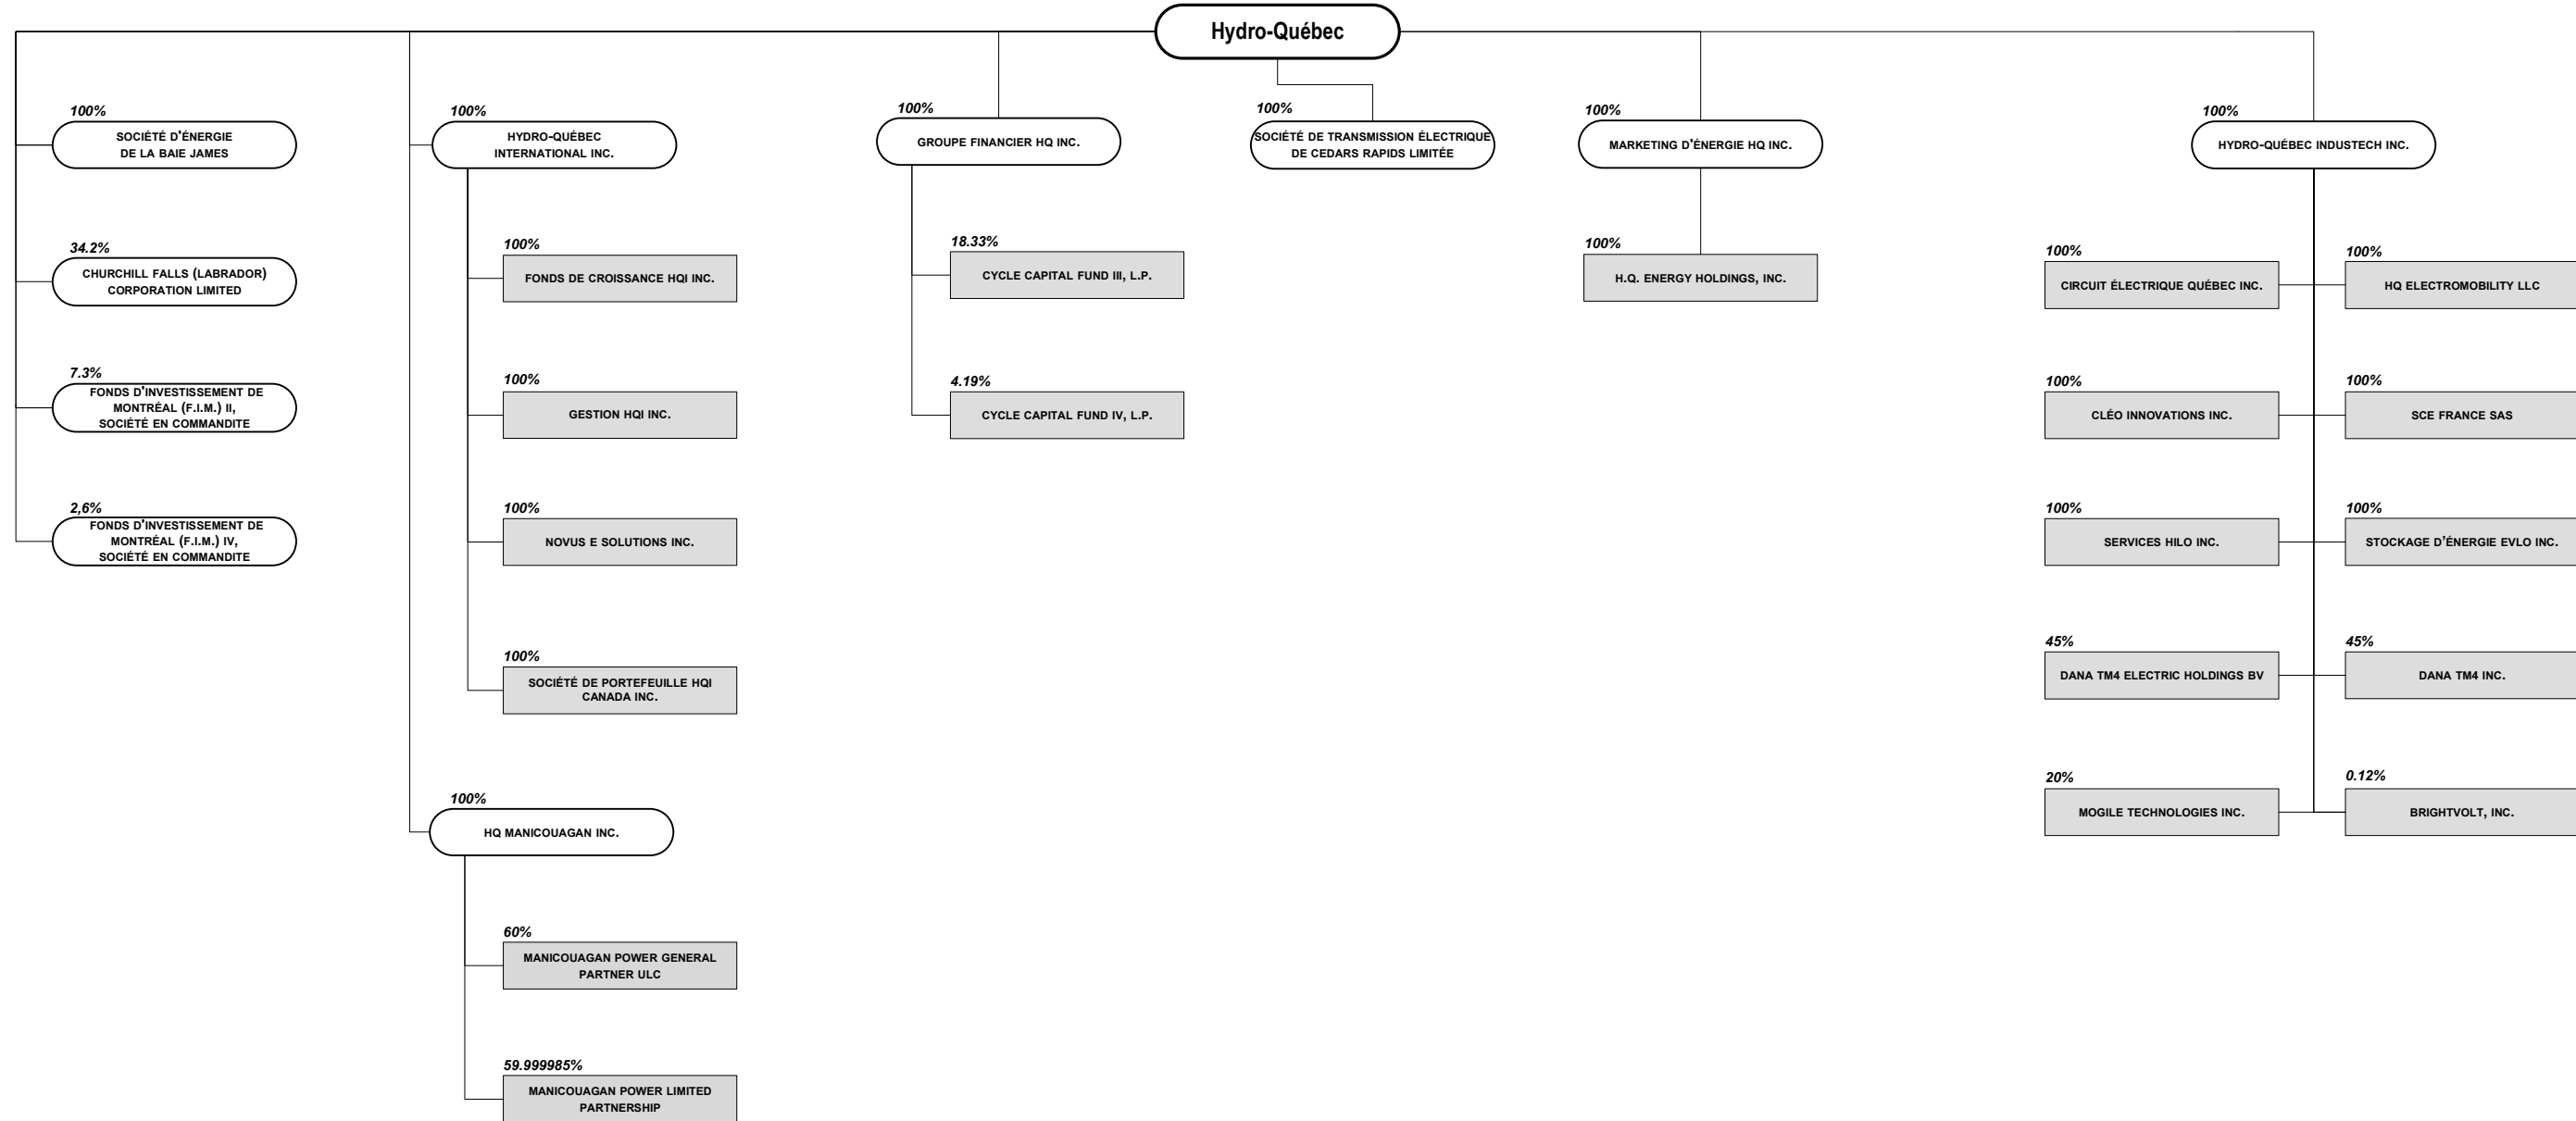 Hydro-Québec
100%
SOCIÉTÉ D'ÉNERGIE
DE LA BAIE JAMES
34.2%
CHURCHILL FALLS (LABRADOR)
CORPORATION LIMITED
7.3%
FONDS D'INVESTISSEMENT DE
MONTRÉAL (F.I.M.) II,
SOCIÉTÉ EN COMMANDITE
2,6%
FONDS D'INVESTISSEMENT DE
MONTRÉAL (F.I.M.) IV,
SOCIÉTÉ EN COMMANDITE
100%
HYDRO-QUÉBEC
INTERNATIONAL INC.
100%
FONDS DE CROISSANCE HQI INC.
100%
GESTION HQI INC.
100%
NOVUS E SOLUTIONS INC.
100%
SOCIÉTÉ DE PORTEFEUILLE HQI
CANADA INC.
100%
HQ MANICOUAGAN INC.
60%
MANICOUAGAN POWER GENERAL
PARTNER ULC
59.999985%
MANICOUAGAN POWER LIMITED
PARTNERSHIP
100%
GROUPE FINANCIER HQ INC.
18.33%
CYCLE CAPITAL FUND III, L.P.
4.19%
CYCLE CAPITAL FUND IV, L.P.
100%
SOCIÉTÉ DE TRANSMISSION ÉLECTRIQUE
DE CEDARS RAPIDS LIMITÉE
100%
MARKETING D'ÉNERGIE HQ INC.
100%
H.Q. ENERGY HOLDINGS, INC.
100%
HYDRO-QUÉBEC INDUSTECH INC.
100%
CIRCUIT ÉLECTRIQUE QUÉBEC INC.
100%
HQ ELECTROMOBILITY LLC
100%
CLÉO INNOVATIONS INC.
100%
SCE FRANCE SAS
100%
SERVICES HILO INC.
100%
STOCKAGE D'ÉNERGIE EVLO INC.
45%
DANA TM4 ELECTRIC HOLDINGS BV
45%
DANA TM4 INC.
20%
MOGILE TECHNOLOGIES INC.
0.12%
BRIGHTVOLT, INC.